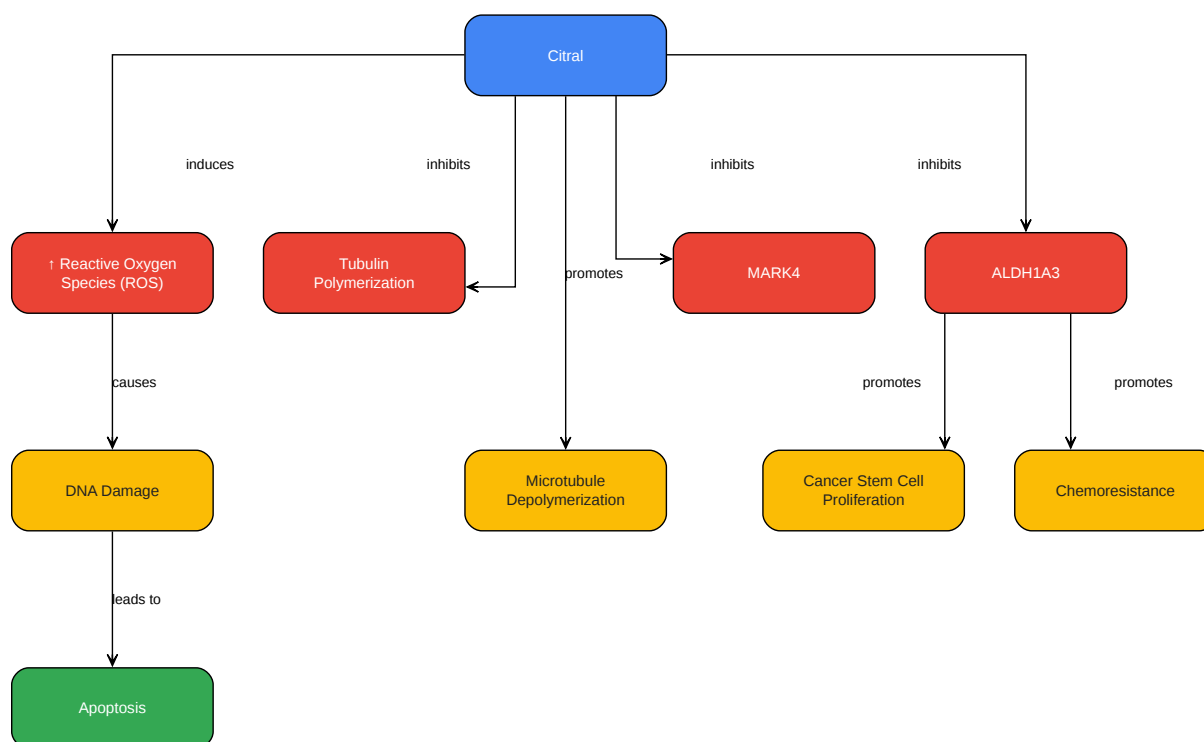 Citral
induces
inhibits
inhibits
inhibits
↑ Reactive Oxygen
Species (ROS)
Tubulin
Polymerization
promotes
MARK4
ALDH1A3
causes
promotes
promotes
DNA Damage
Microtubule
Depolymerization
Cancer Stem Cell
Proliferation
Chemoresistance
leads to
Apoptosis